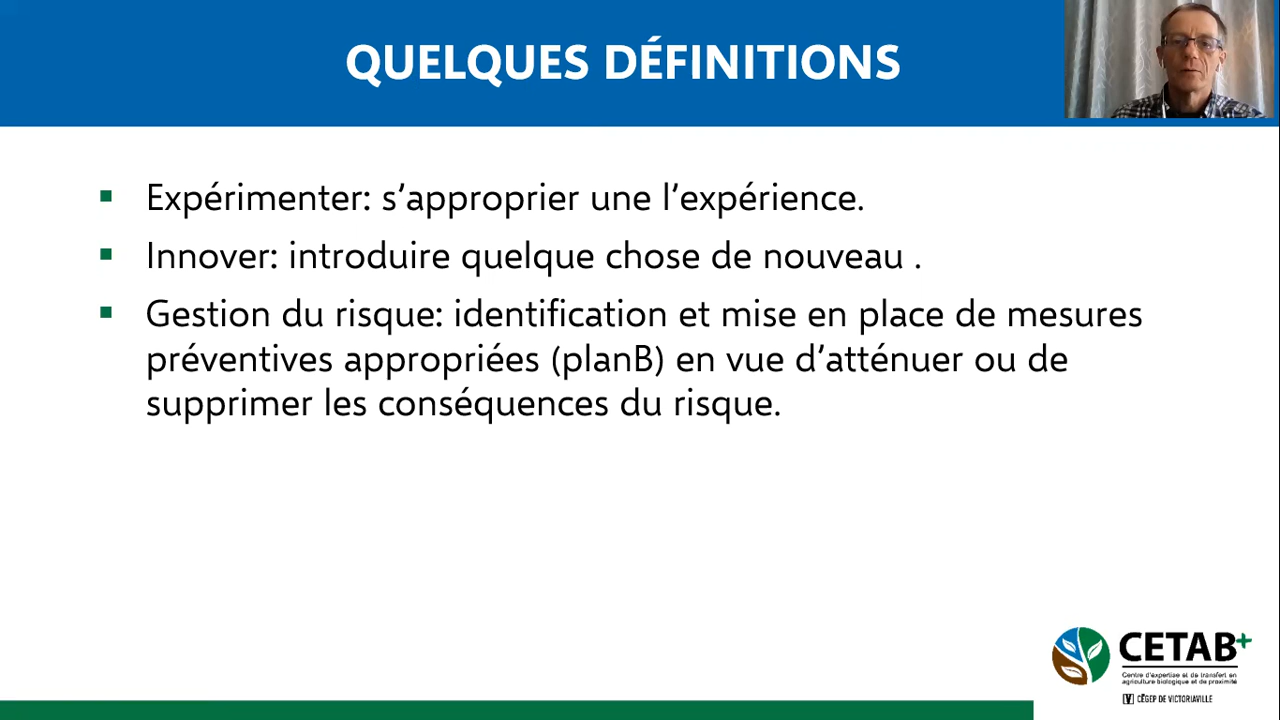 QUELQUES DÉFINITIONS
Expérimenter: s'approprier une l'expérience.
Innover: introduire quelque chose de nouveau .
Gestion du risque: identification et mise en place de mesures
préventives appropriées (planB) en vue d'atténuer ou de
supprimer les conséquences du risque.
CETAB+
Centre d'expertise et de transfert en
agriculture biologique et de proximité
CÉGEP DE VICTORIAVILLE